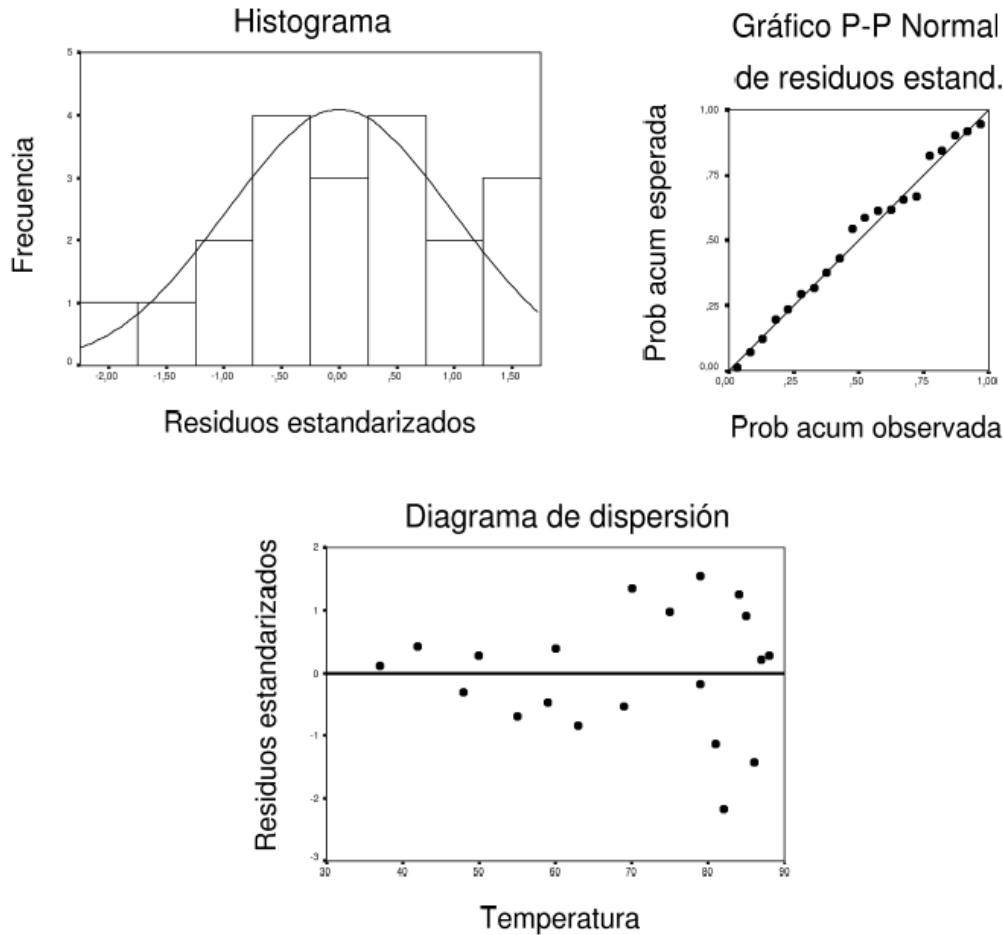 Histograma
Frecuencia
5
4
3
2
1
0
-2,00 -1,50 -1,00 -,50 0,00 ,50 1,00 1,50
Residuos estandarizados
Gráfico P-P Normal
de residuos estand.
Prob acum esperada
1,00
,75
,50
,25
0,00
0,00 ,25 ,50 ,75 1,00
Prob acum observada
Diagrama de dispersión
Residuos estandarizados
2
1
0
-1
-2
-3
30 40 50 60 70 80 90
Temperatura